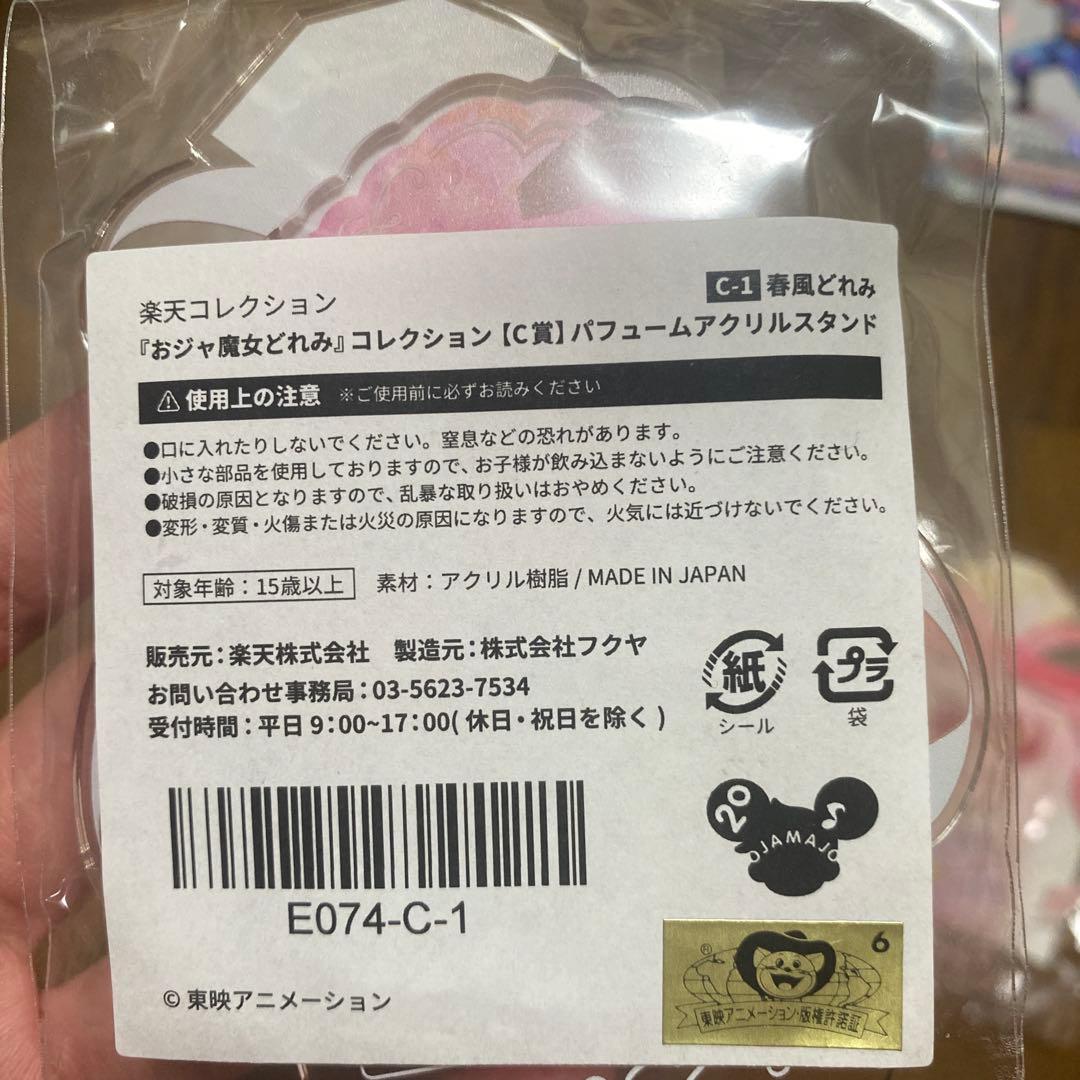 楽天コレクション
C-1 春風どれみ
『おジャ魔女どれみ』コレクション【C賞】パフュームアクリルスタンド
使用上の注意 ※ご使用前に必ずお読みください
●口に入れたりしないでください。窒息などの恐れがあります。
●小さな部品を使用しておりますので、お子様が飲み込まないようにご注意ください。
●破損の原因となりますので、乱暴な取り扱いはおやめください。
●変形・変質・火傷または火災の原因になりますので、火気には近づけないでください。
対象年齢：15歳以上 素材：アクリル樹脂 / MADE IN JAPAN
販売元：楽天株式会社 製造元：株式会社フクヤ
お問い合わせ事務局：03-5623-7534
受付時間：平日 9：00~17：00( 休日・祝日を除く )
紙
シール
プラ
袋
20
OJAMAJO
E074-C-1
© 東映アニメーション
® 6
東映アニメーション・版権許諾証